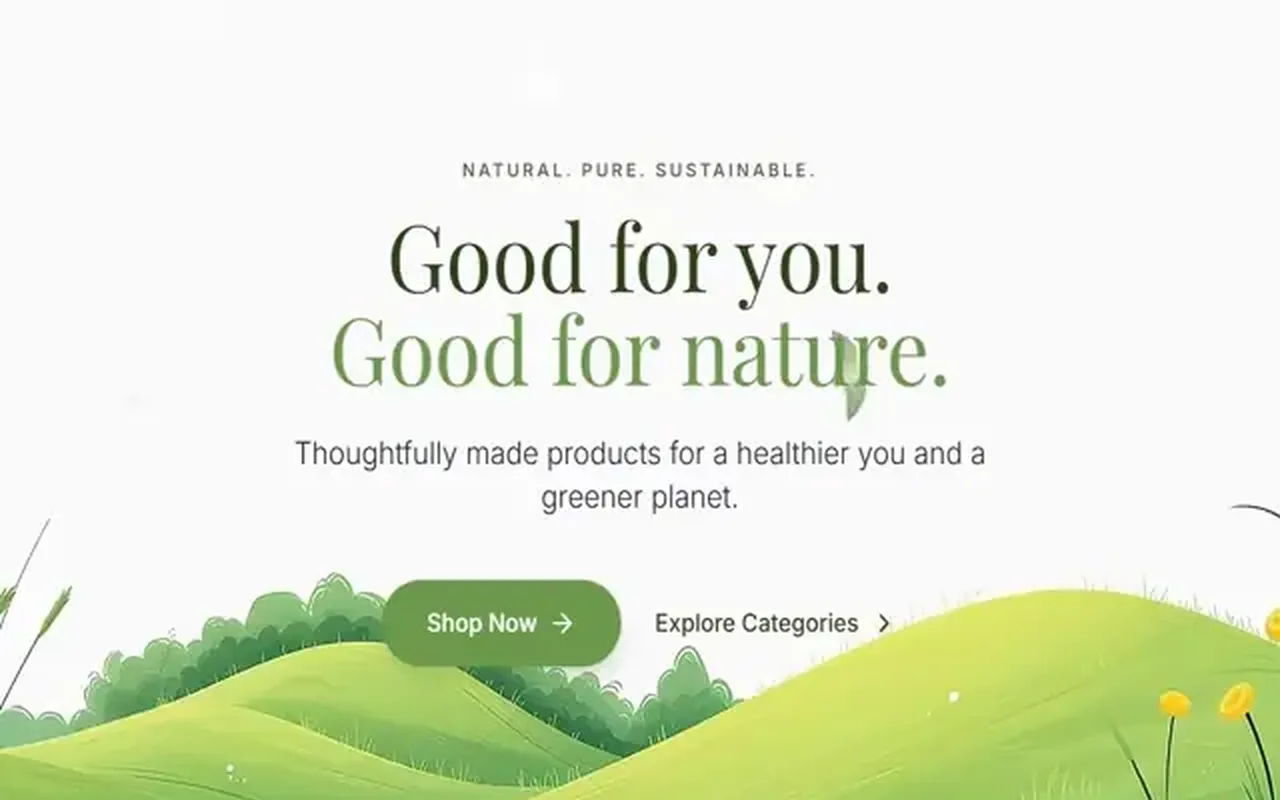 NATURAL. PURE. SUSTAINABLE.
Good for you.
Good for nature.
Thoughtfully made products for a healthier you and a
greener planet.
Shop Now →
Explore Categories >